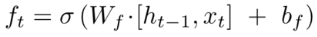 f_t = σ (W_f·[h_{t−1}, x_t] + b_f)